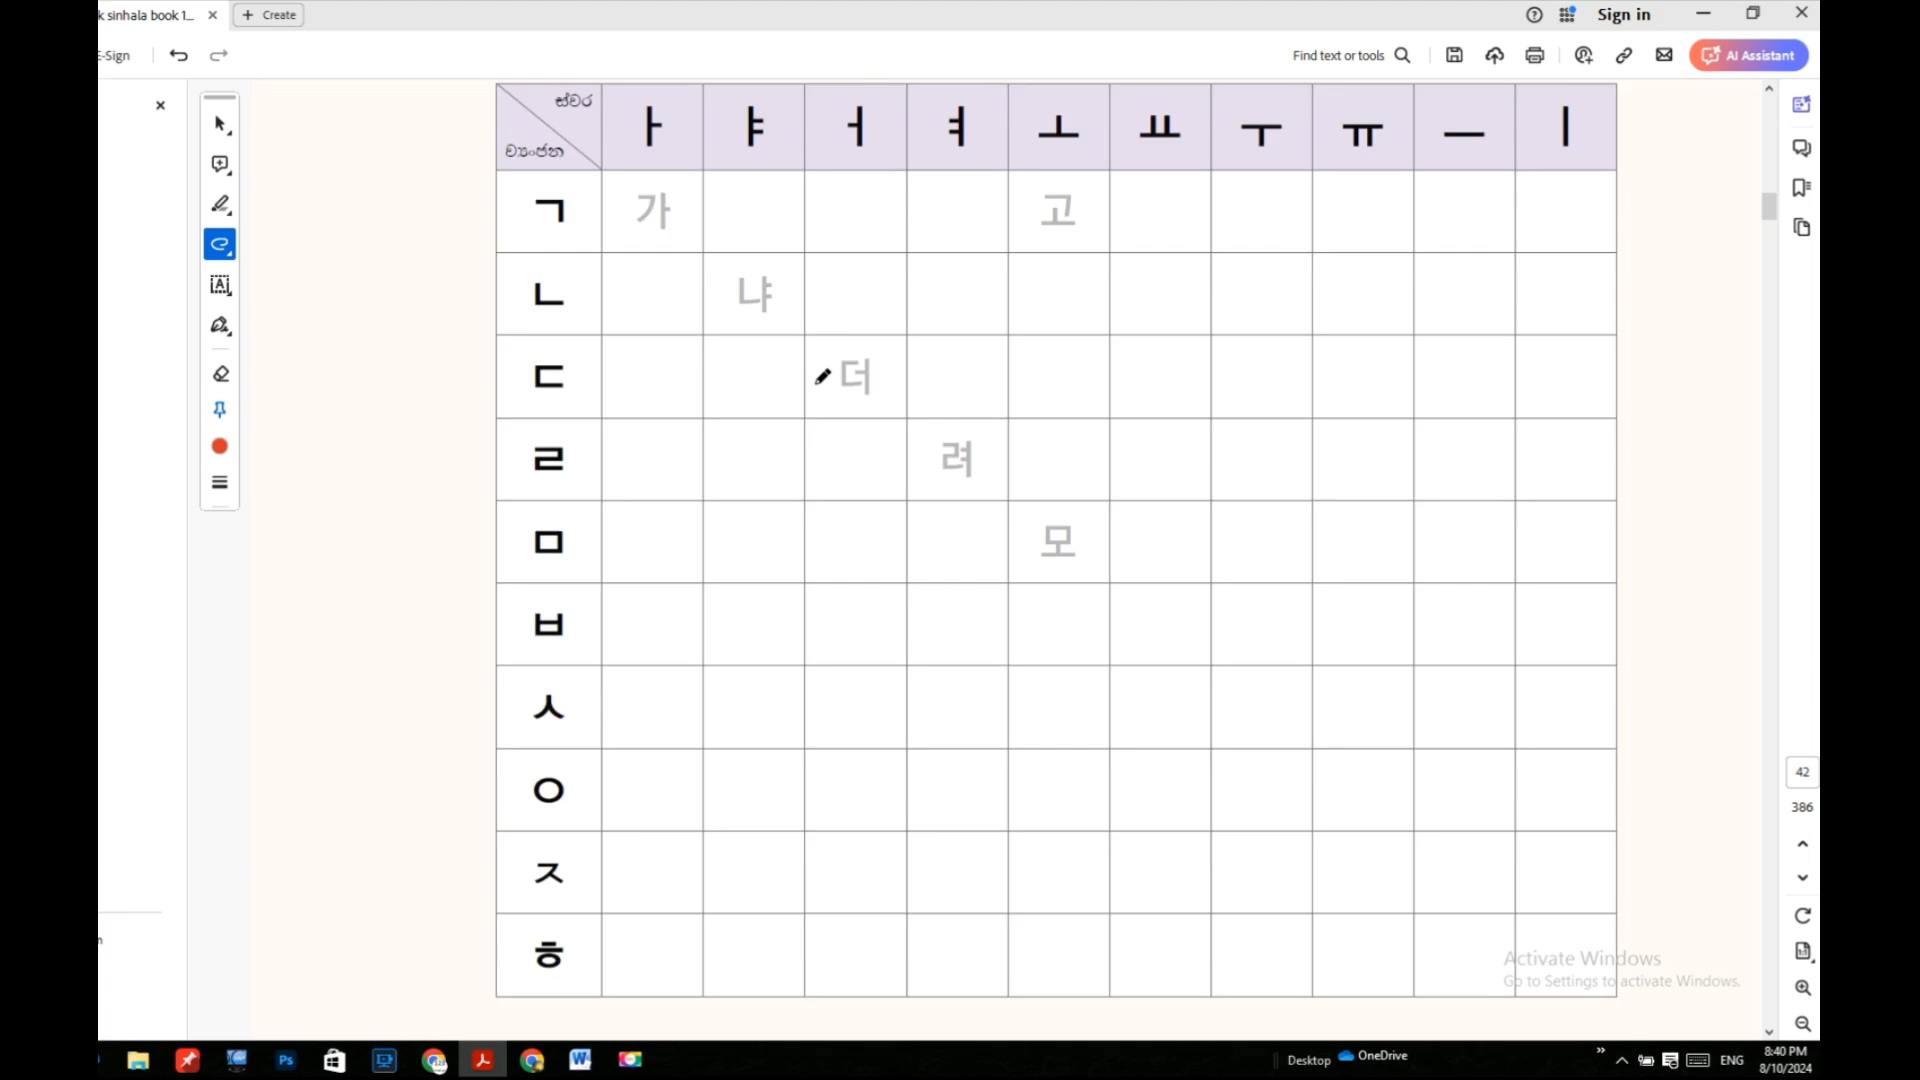 k sinhala book 1...
Create
Sign in
E-Sign
Find text or tools
AI Assistant
ස්වර ㅏ ㅑ ㅓ ㅕ ㅗ ㅛ ㅜ ㅠ ㅡ ㅣ
ව්‍යංජන
ㄱ 가 고
ㄴ 냐
ㄷ 더
ㄹ 려
ㅁ 모
ㅂ
ㅅ
ㅇ
ㅈ
ㅎ
42
386
Activate Windows
Go to Settings to activate Windows.
Desktop
OneDrive
ENG
8:40 PM
8/10/2024